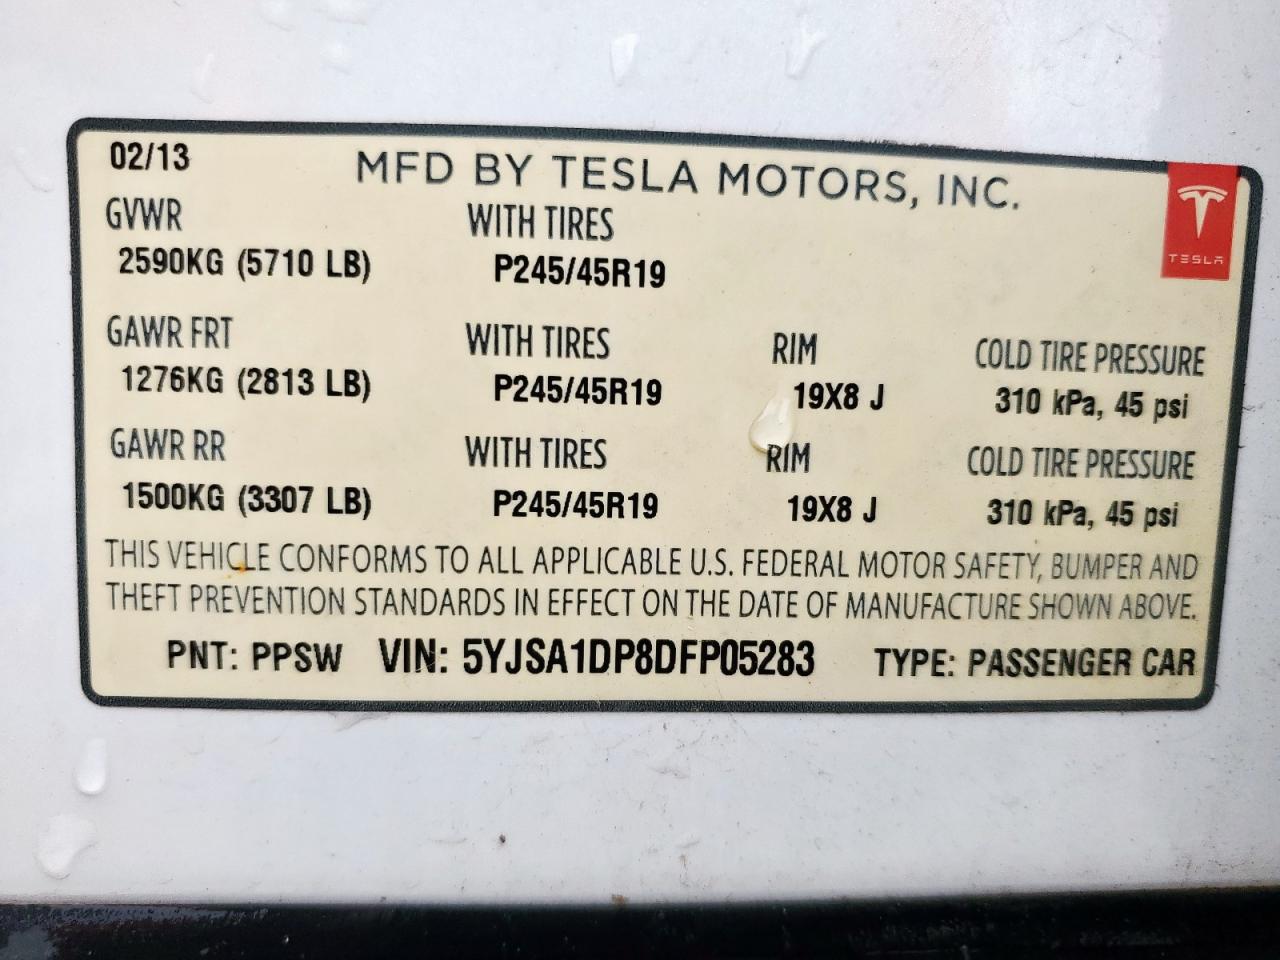 02/13
MFD BY TESLA MOTORS, INC.
TESLA
GVWR WITH TIRES
2590KG (5710 LB) P245/45R19
GAWR FRT WITH TIRES RIM COLD TIRE PRESSURE
1276KG (2813 LB) P245/45R19 19X8 J 310 kPa, 45 psi
GAWR RR WITH TIRES RIM COLD TIRE PRESSURE
1500KG (3307 LB) P245/45R19 19X8 J 310 kPa, 45 psi
THIS VEHICLE CONFORMS TO ALL APPLICABLE U.S. FEDERAL MOTOR SAFETY, BUMPER AND
THEFT PREVENTION STANDARDS IN EFFECT ON THE DATE OF MANUFACTURE SHOWN ABOVE.
PNT: PPSW VIN: 5YJSA1DP8DFP05283 TYPE: PASSENGER CAR